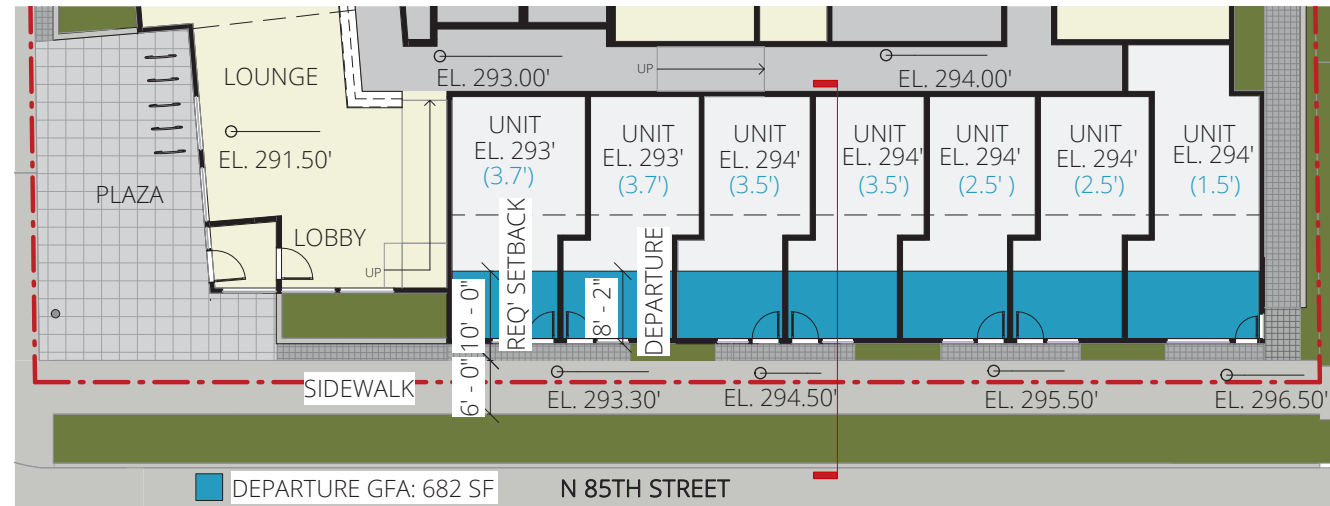 LOUNGE
EL. 293.00'
UP
EL. 294.00'
EL. 291.50'
PLAZA
LOBBY
UP
UNIT
EL. 293'
(3.7')
UNIT
EL. 293'
(3.7')
UNIT
EL. 294'
(3.5')
UNIT
EL. 294'
(3.5')
UNIT
EL. 294'
(2.5' )
UNIT
EL. 294'
(2.5')
UNIT
EL. 294'
(1.5')
10' - 0"
REQ' SETBACK
8' - 2"
DEPARTURE
6' - 0"
SIDEWALK
EL. 293.30'
EL. 294.50'
EL. 295.50'
EL. 296.50'
DEPARTURE GFA: 682 SF
N 85TH STREET